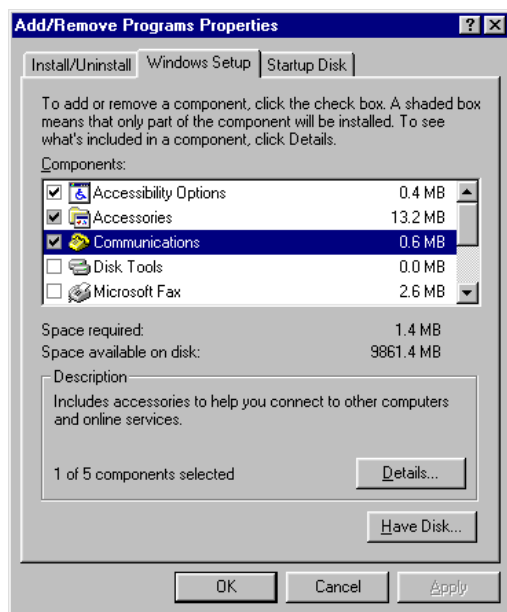 Add/Remove Programs Properties
Install/Uninstall Windows Setup Startup Disk
To add or remove a component, click the check box. A shaded box
means that only part of the component will be installed. To see
what's included in a component, click Details.
Components:
Accessibility Options 0.4 MB
Accessories 13.2 MB
Communications 0.6 MB
Disk Tools 0.0 MB
Microsoft Fax 2.6 MB
Space required: 1.4 MB
Space available on disk: 9861.4 MB
Description
Includes accessories to help you connect to other computers
and online services.
1 of 5 components selected Details...
Have Disk...
OK Cancel Apply